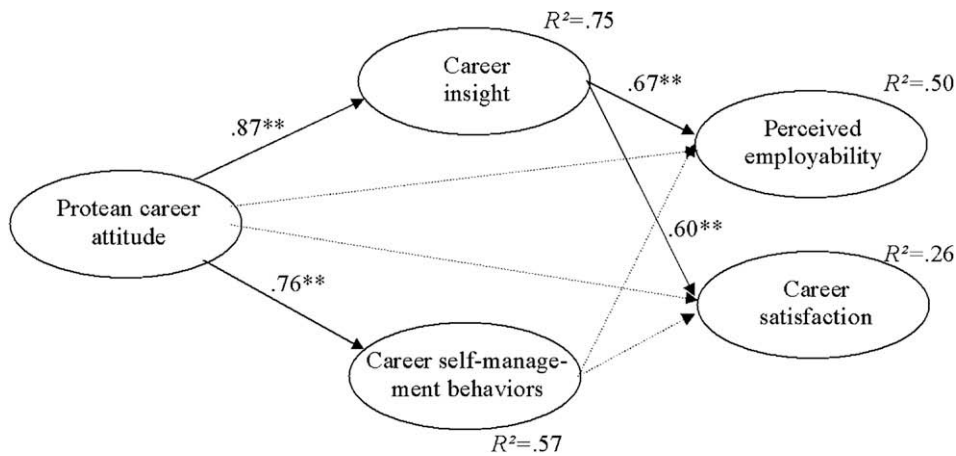 R²=.75
Career
insight
.67**
R²=.50
.87**
Perceived
employability
Protean career
attitude
.60**
R²=.26
.76**
Career
satisfaction
Career self-manage-
ment behaviors
R²=.57